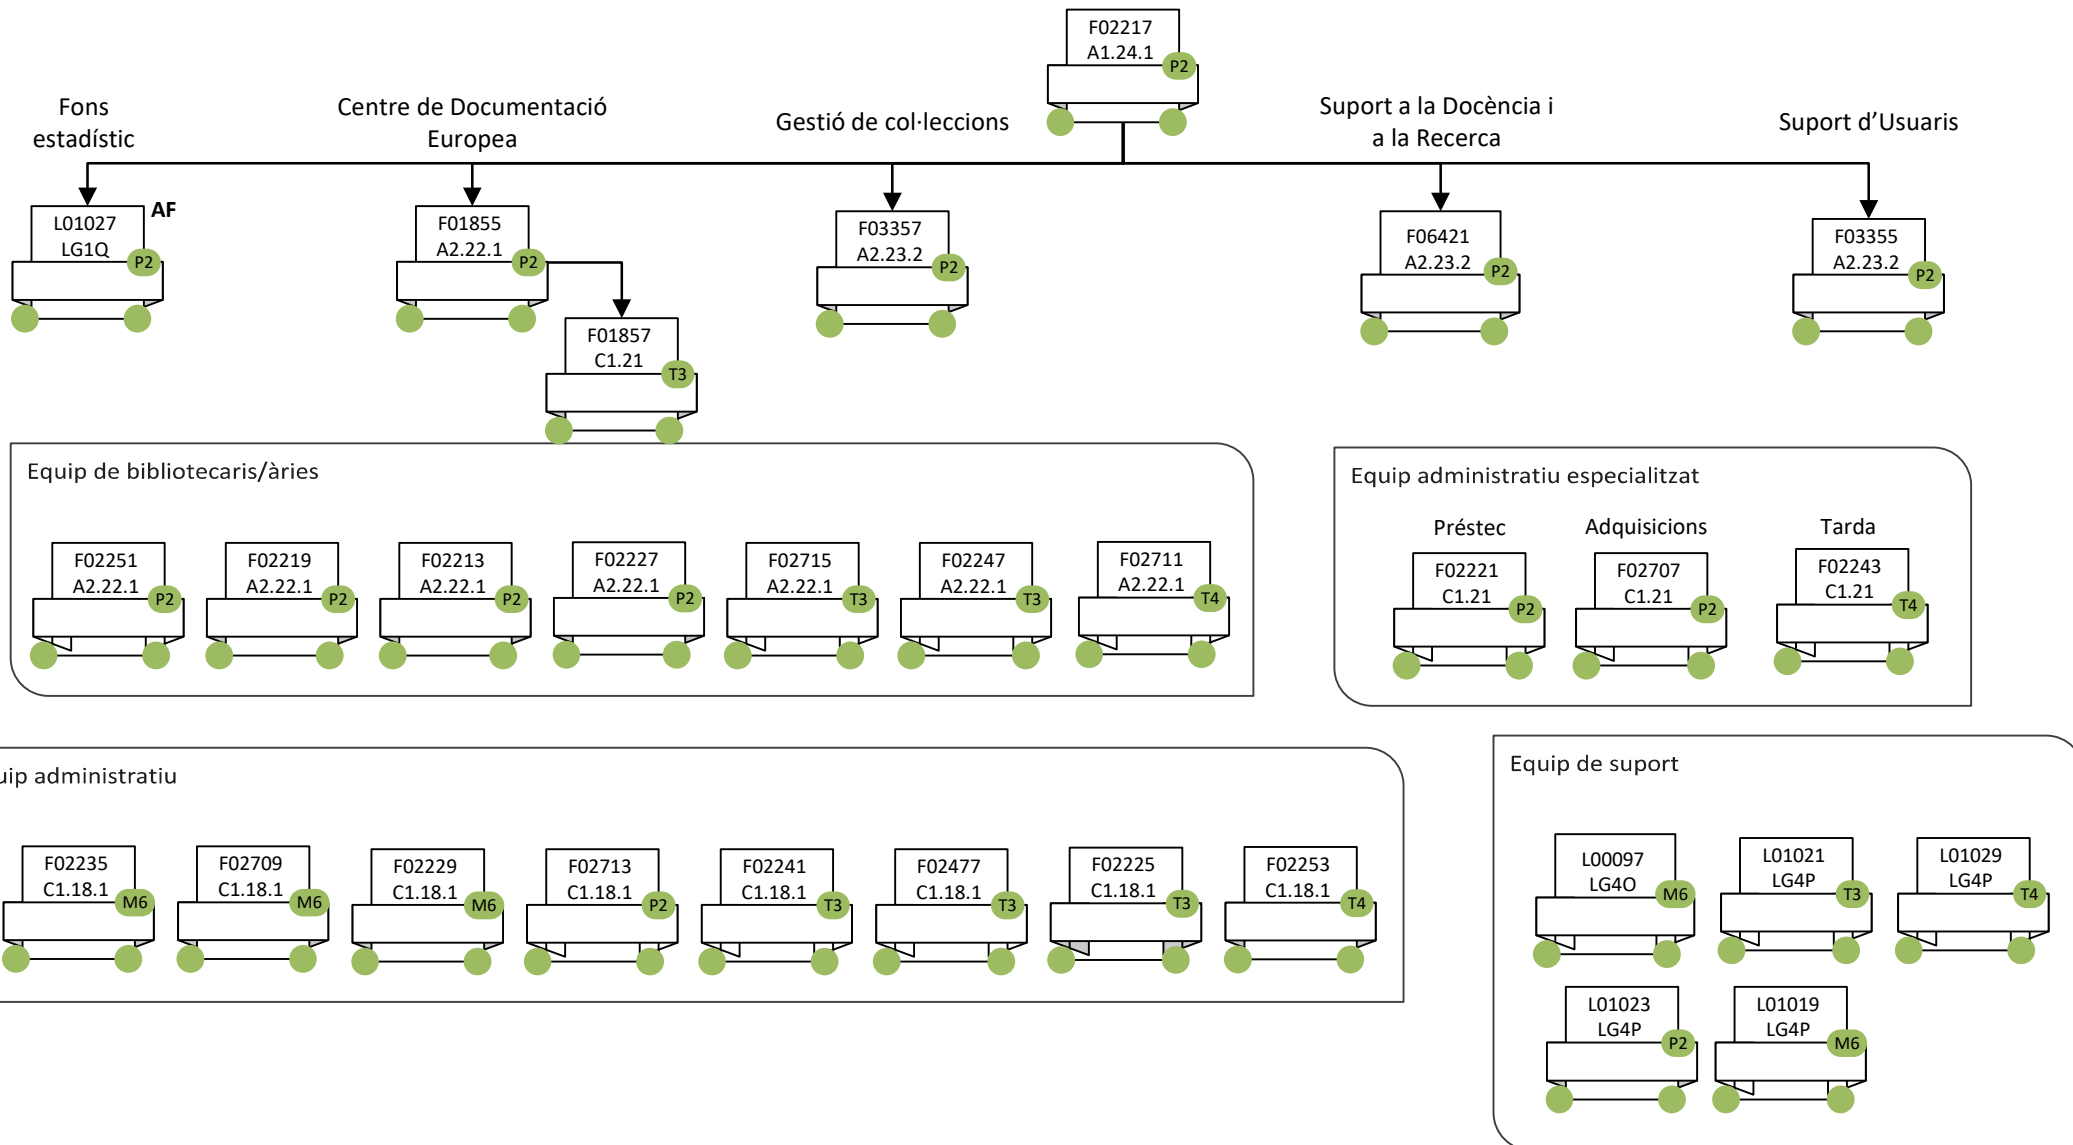 F02217
A1.24.1
P2
Fons
estadístic
Centre de Documentació
Europea
Gestió de col·leccions
Suport a la Docència i
a la Recerca
Suport d'Usuaris
L01027
LG1Q
P2
AF
F01855
A2.22.1
P2
F01857
C1.21
T3
F03357
A2.23.2
P2
F06421
A2.23.2
P2
F03355
A2.23.2
P2
Equip de bibliotecaris/àries
F02251
A2.22.1
P2
F02219
A2.22.1
P2
F02213
A2.22.1
P2
F02227
A2.22.1
P2
F02715
A2.22.1
T3
F02247
A2.22.1
T3
F02711
A2.22.1
T4
Equip administratiu especialitzat
Préstec
F02221
C1.21
P2
Adquisicions
F02707
C1.21
P2
Tarda
F02243
C1.21
T4
uip administratiu
F02235
C1.18.1
M6
F02709
C1.18.1
M6
F02229
C1.18.1
M6
F02713
C1.18.1
P2
F02241
C1.18.1
T3
F02477
C1.18.1
T3
F02225
C1.18.1
T3
F02253
C1.18.1
T4
Equip de suport
L00097
LG4O
M6
L01021
LG4P
T3
L01029
LG4P
T4
L01023
LG4P
P2
L01019
LG4P
M6